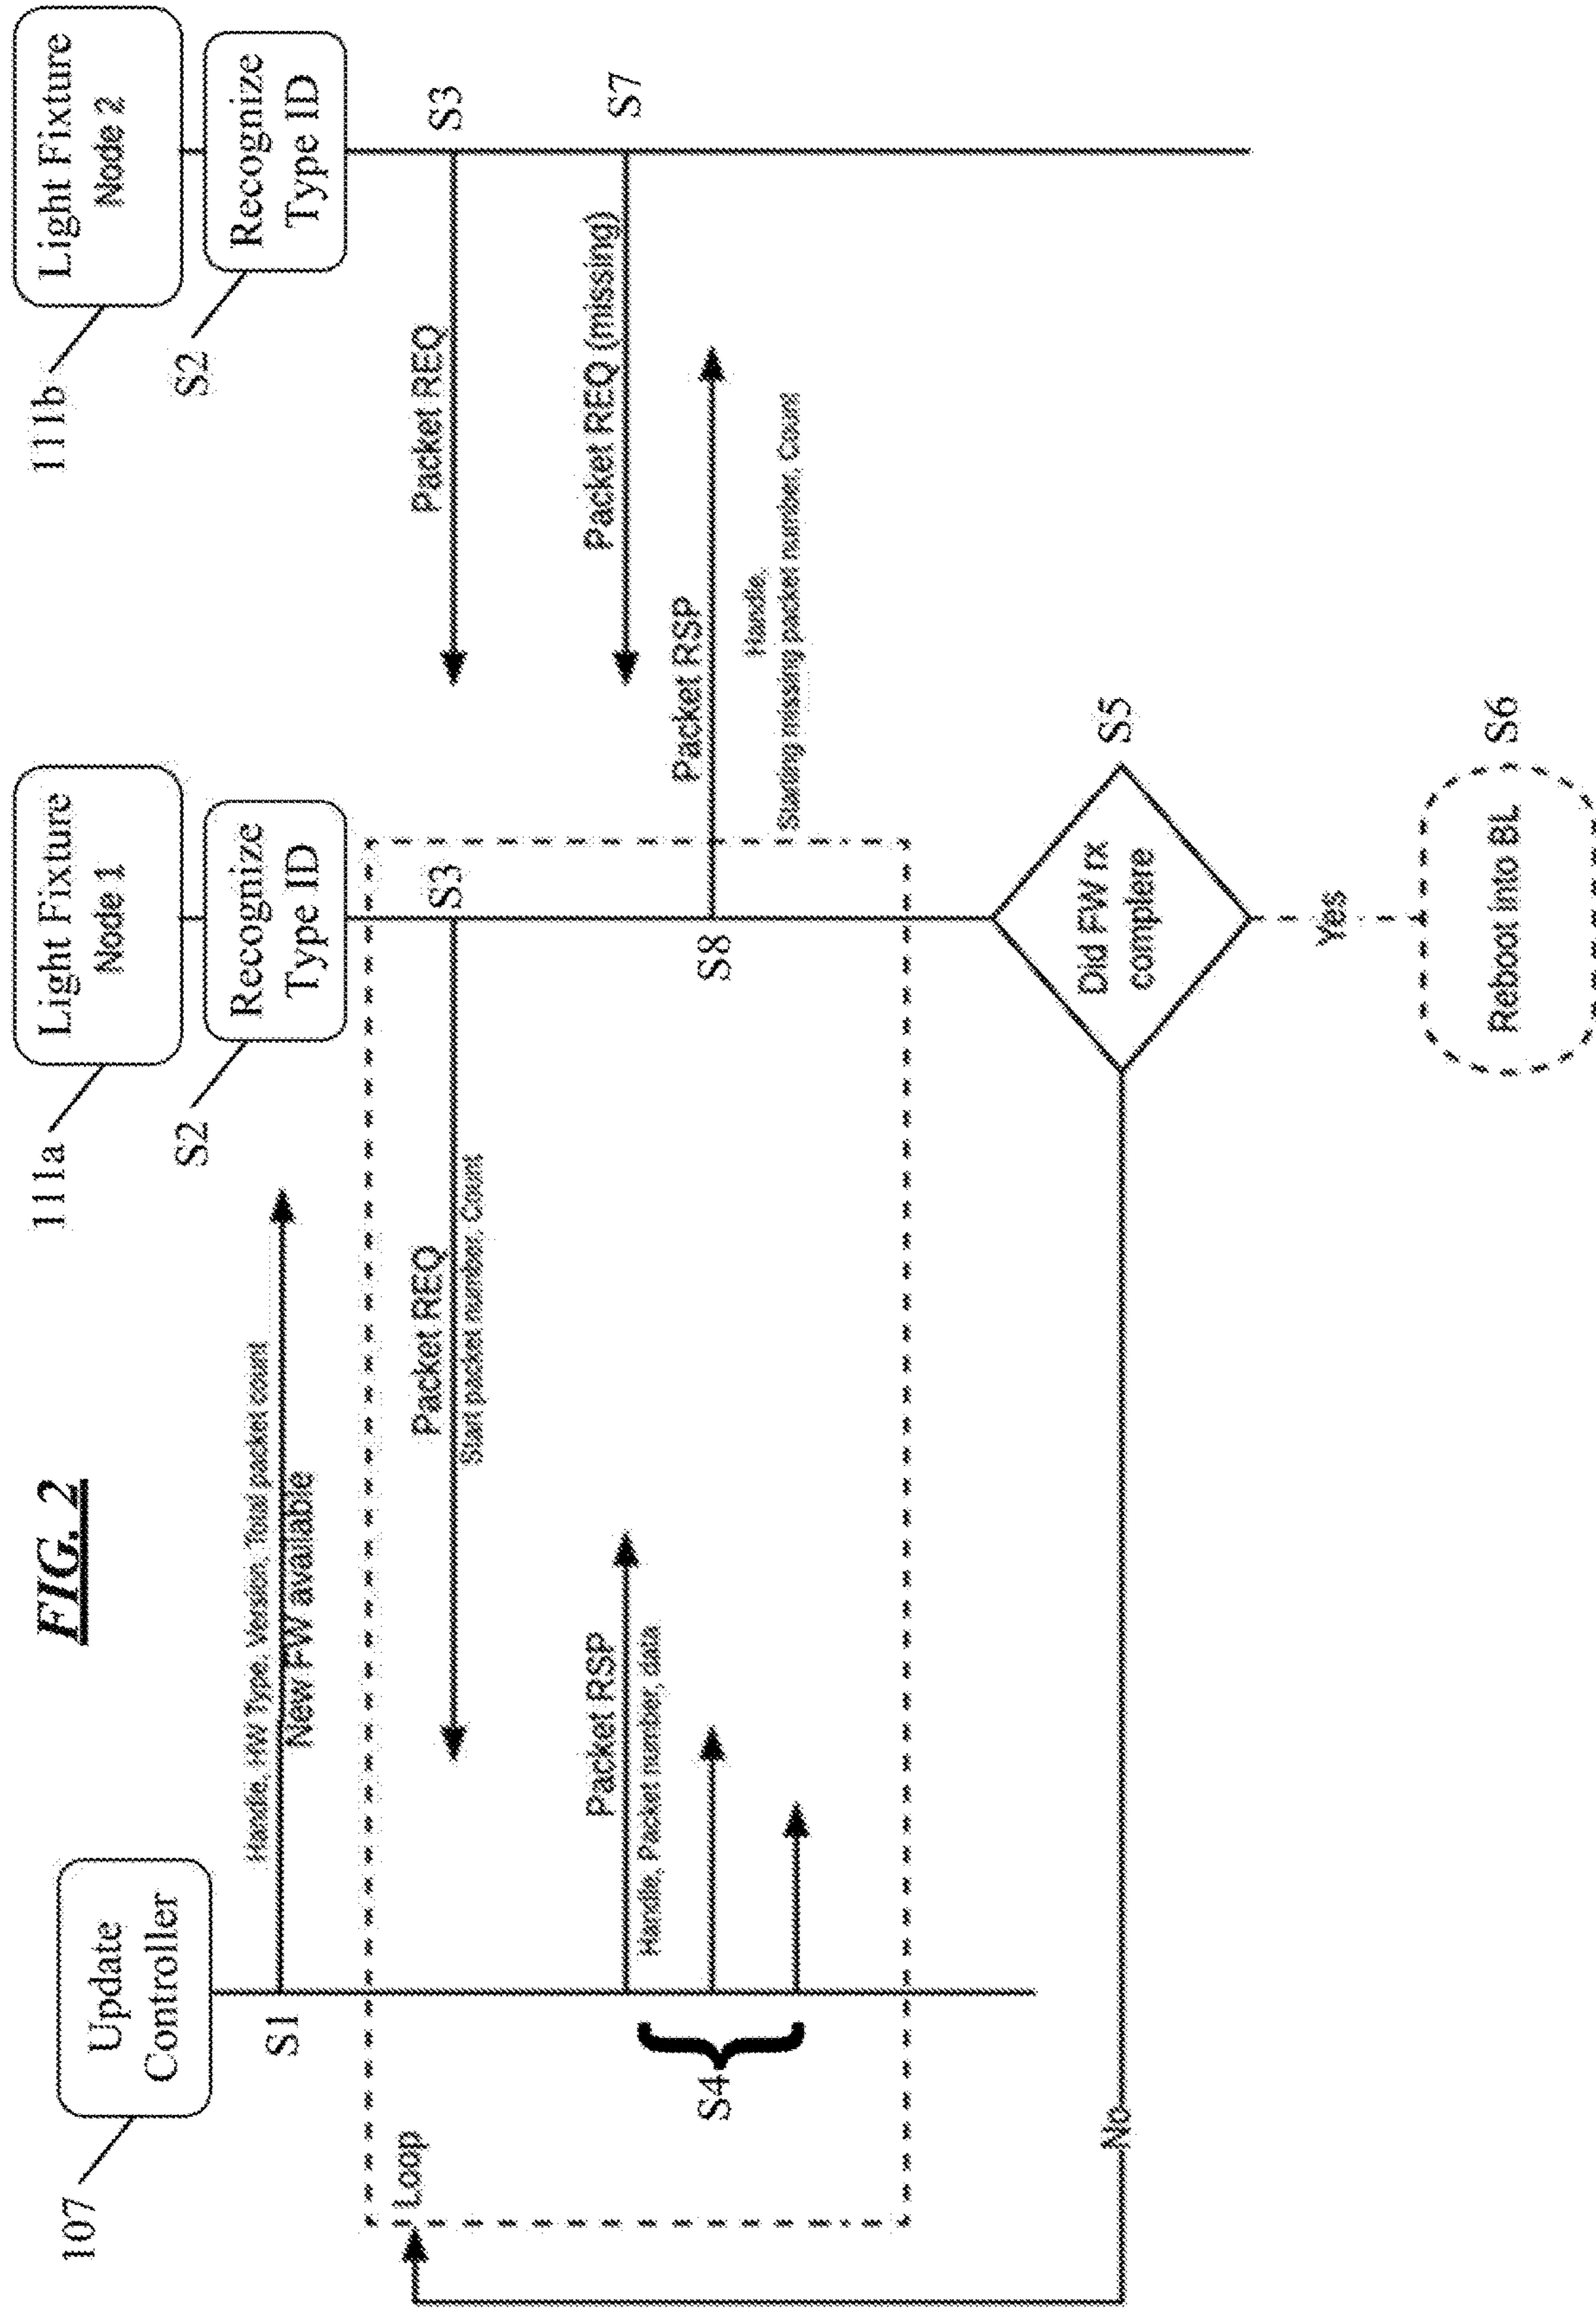 FIG. 2
107
Update
Controller
111a
Light Fixture
Node 1
111b
Light Fixture
Node 2
S2
Recognize
Type ID
S2
Recognize
Type ID
S1
Handle, HW Type, Version, Total packet count
New FW available
Loop
Packet REQ
Start packet number, Count
S3
Packet REQ
S3
S4
Packet RSP
Handle, Packet number, data
Packet REQ (missing)
S7
S8
Packet RSP
Handle,
Starting missing packet number, Count
No
Did FW rx
complere
S5
Yes
Reboot into BL
S6